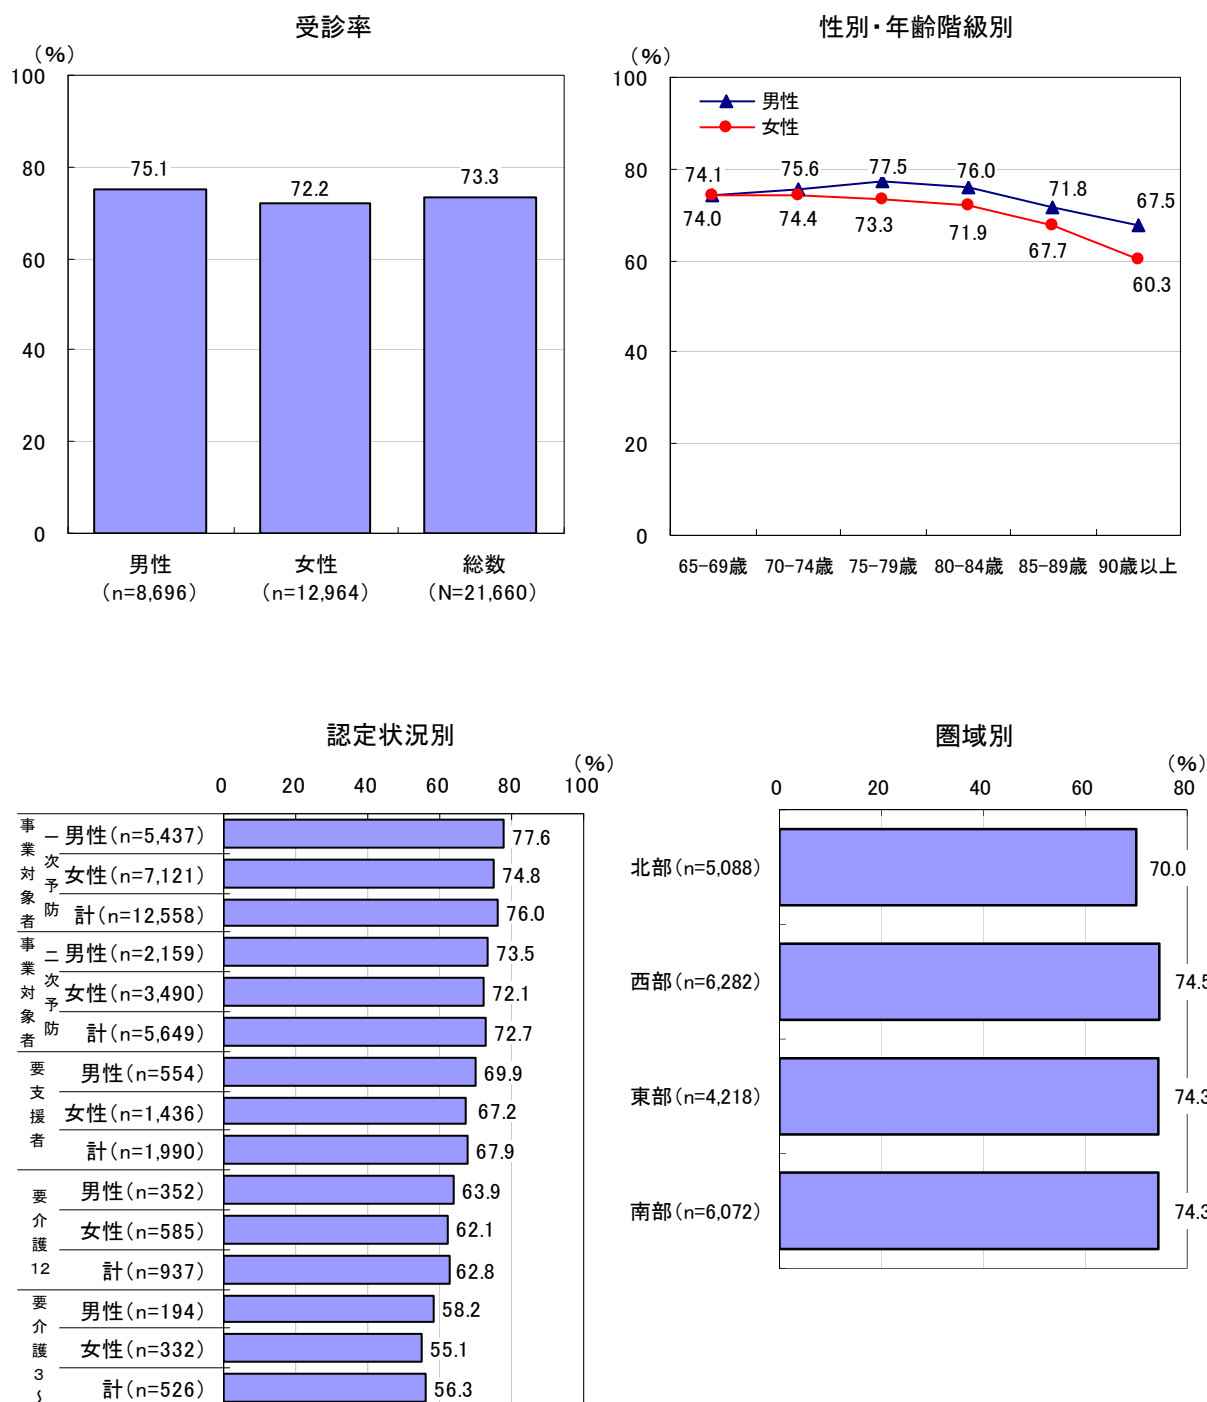 受診率
(%)
100
80
60
40
20
0
75.1
72.2
73.3
男性
(n=8,696)
女性
(n=12,964)
総数
(N=21,660)
性別・年齢階級別
(%)
100
80
60
40
20
0
男性
女性
74.1
75.6
77.5
76.0
71.8
67.5
74.0
74.4
73.3
71.9
67.7
60.3
65-69歳
70-74歳
75-79歳
80-84歳
85-89歳
90歳以上
認定状況別
(%)
0 20 40 60 80 100
一次予防
事業対象者
男性(n=5,437) 77.6
女性(n=7,121) 74.8
計(n=12,558) 76.0
二次予防
事業対象者
男性(n=2,159) 73.5
女性(n=3,490) 72.1
計(n=5,649) 72.7
要支援者
男性(n=554) 69.9
女性(n=1,436) 67.2
計(n=1,990) 67.9
要介護12
男性(n=352) 63.9
女性(n=585) 62.1
計(n=937) 62.8
要介護3~
男性(n=194) 58.2
女性(n=332) 55.1
計(n=526) 56.3
圏域別
(%)
0 20 40 60 80
北部(n=5,088) 70.0
西部(n=6,282) 74.5
東部(n=4,218) 74.3
南部(n=6,072) 74.3